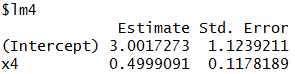 $lm4
Estimate Std. Error
(Intercept) 3.0017273 1.1239211
x4 0.4999091 0.1178189